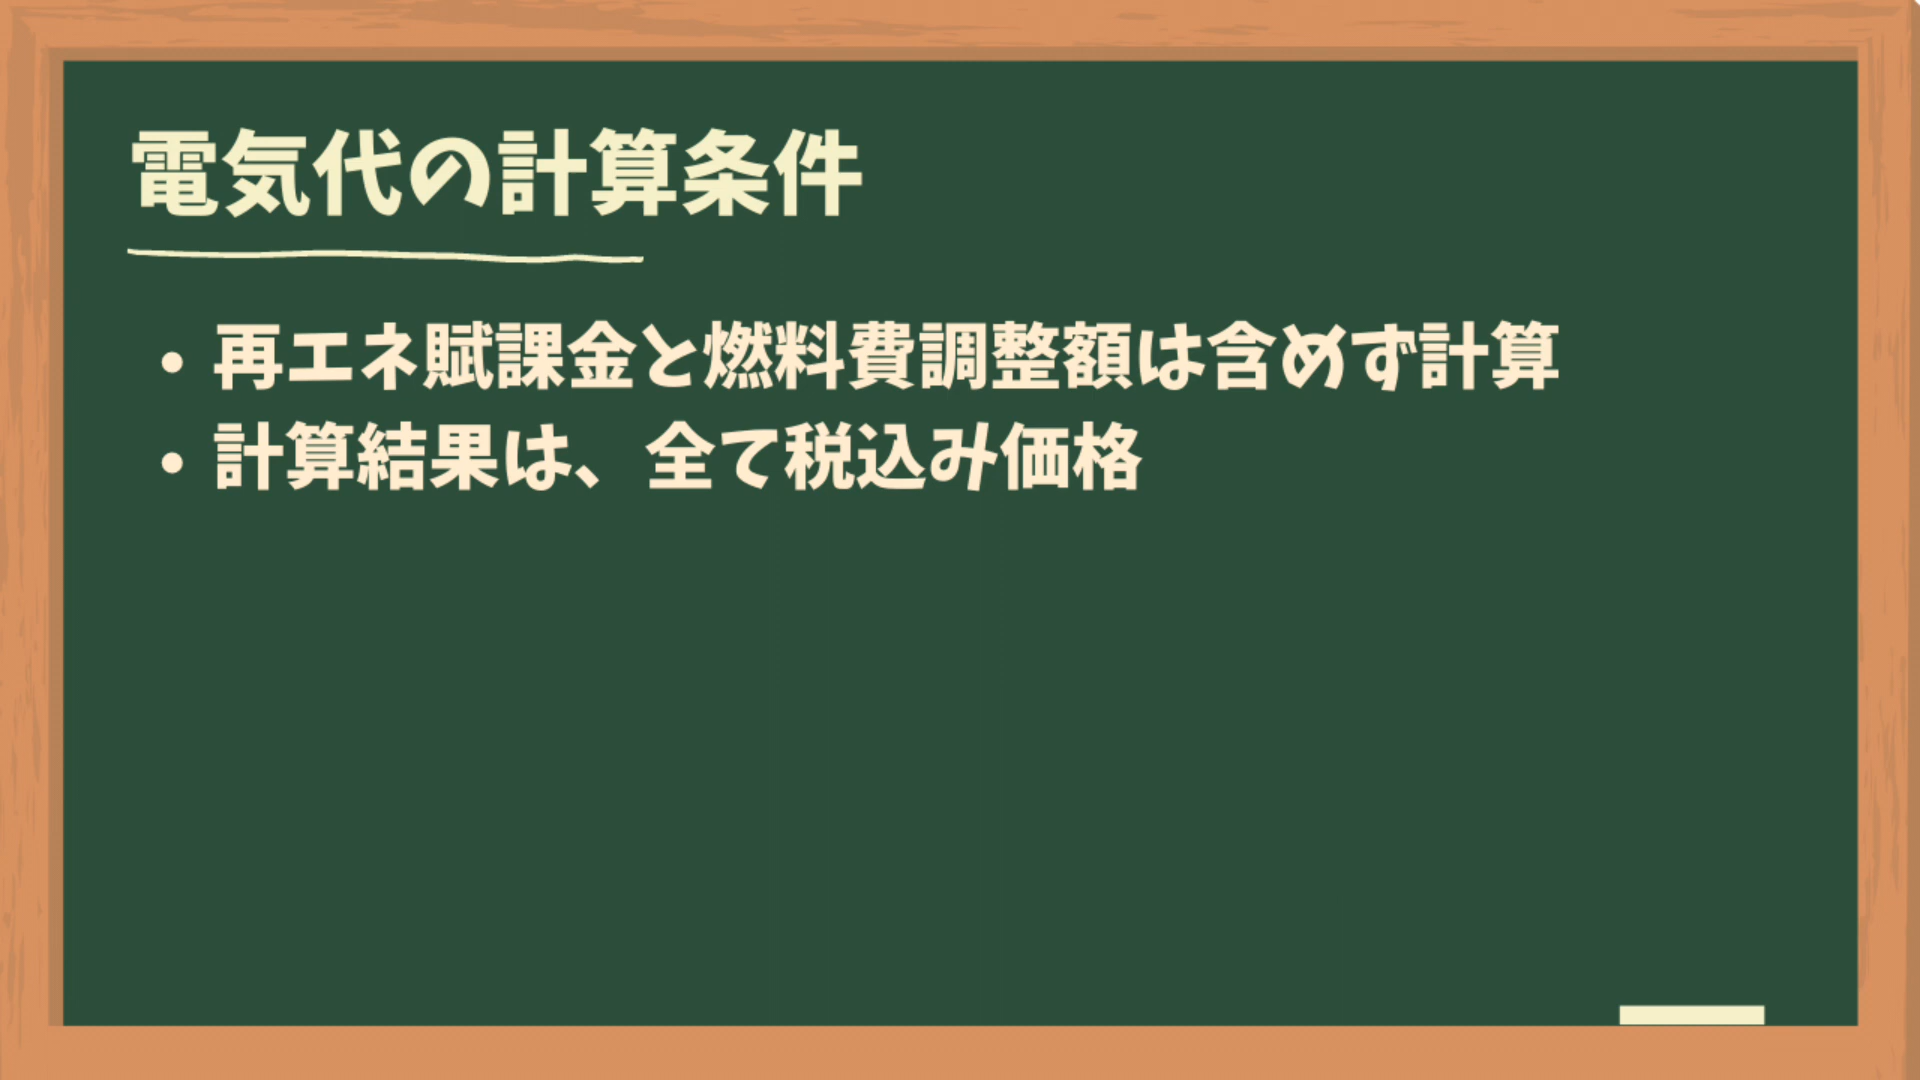 電気代の計算条件
・再エネ賦課金と燃料費調整額は含めず計算
・計算結果は、全て税込み価格